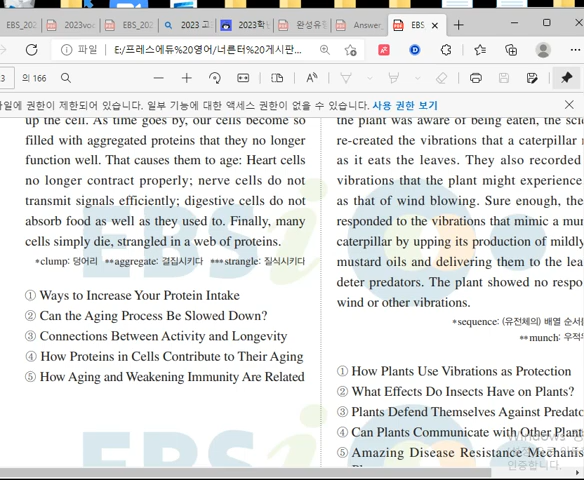 EBS_202
2023voc
EBS_202
2023 고
2023학
완성유형
Answer_
EBS
파일
E:/프레스에듀%20영어/너른터%20게시판...
3
의 166
파일에 권한이 제한되어 있습니다. 일부 기능에 대한 액세스 권한이 없을 수 있습니다. 사용 권한 보기
up the cell. As time goes by, our cells become so
filled with aggregated proteins that they no longer
function well. That causes them to age: Heart cells
no longer contract properly; nerve cells do not
transmit signals efficiently; digestive cells do not
absorb food as well as they used to. Finally, many
cells simply die, strangled in a web of proteins.
*clump: 덩어리 **aggregate: 결집시키다 ***strangle: 질식시키다
① Ways to Increase Your Protein Intake
② Can the Aging Process Be Slowed Down?
③ Connections Between Activity and Longevity
④ How Proteins in Cells Contribute to Their Aging
⑤ How Aging and Weakening Immunity Are Related
the plant was aware of being eaten, the scie
re-created the vibrations that a caterpillar
as it eats the leaves. They also recorded
vibrations that the plant might experience
as that of wind blowing. Sure enough, the
responded to the vibrations that mimic a mun
caterpillar by upping its production of mildly
mustard oils and delivering them to the lea
deter predators. The plant showed no respo
wind or other vibrations.
*sequence: (유전체의) 배열 순서를
** munch: 우적우
① How Plants Use Vibrations as Protection
② What Effects Do Insects Have on Plants?
③ Plants Defend Themselves Against Predato
④ Can Plants Communicate with Other Plant
⑤ Amazing Disease Resistance Mechanis
Windows
인증합니다.
EBSi
EBSi